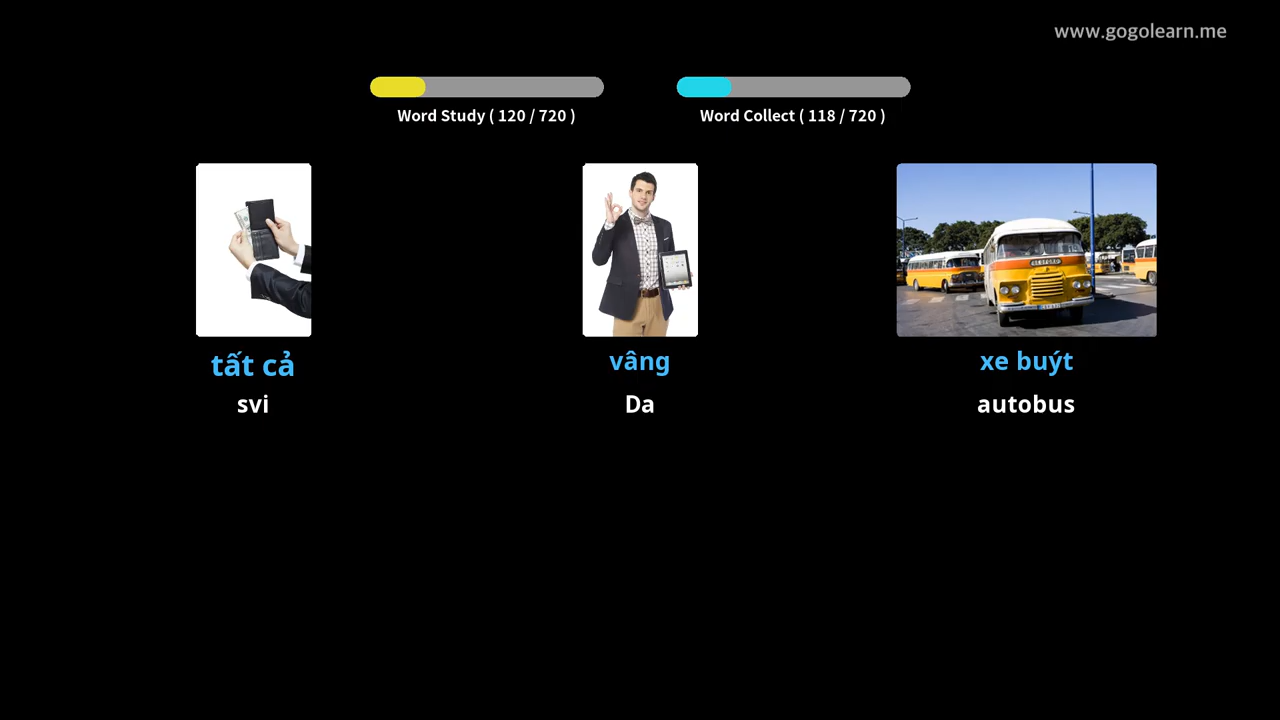 www.gogolearn.me
Word Study ( 120 / 720 )
Word Collect ( 118 / 720 )
tất cả
vâng
xe buýt
svi
Da
autobus